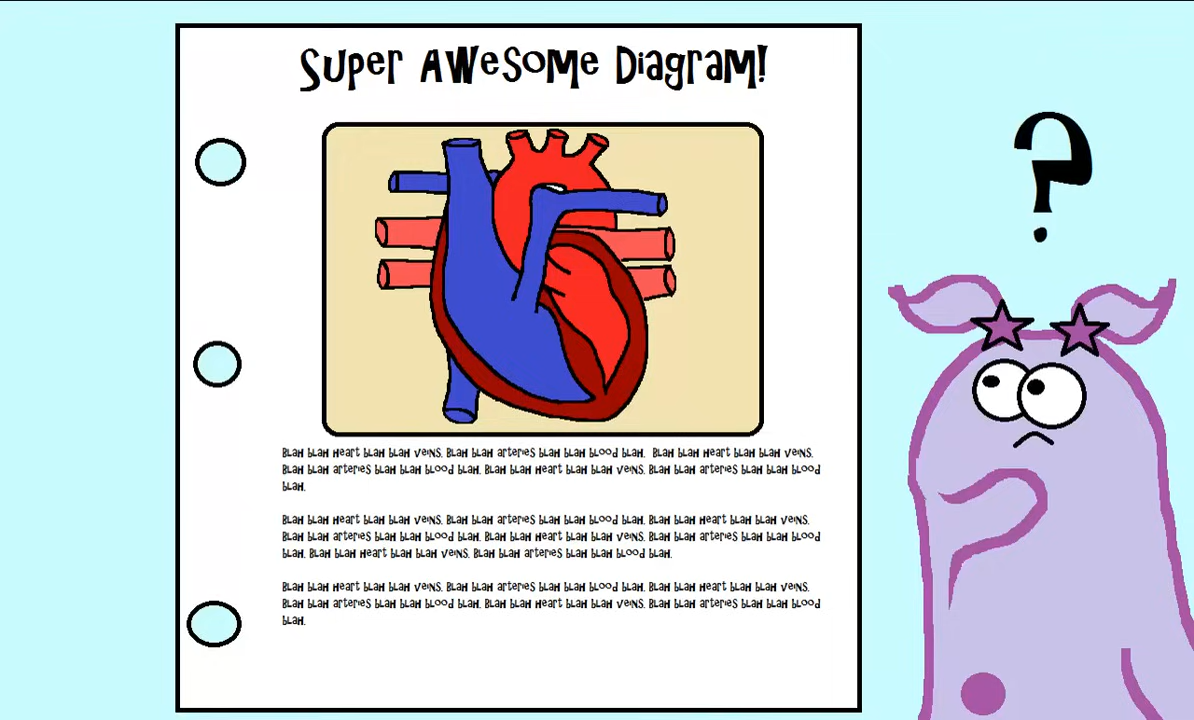 Super Awesome Diagram!
?
Blah blah heart blah blah veins. Blah blah arteries blah blah blood blah. Blah blah heart blah blah veins.
Blah blah arteries blah blah blood blah. Blah blah heart blah blah veins. Blah blah arteries blah blah blood
blah.
Blah blah heart blah blah veins. Blah blah arteries blah blah blood blah. Blah blah heart blah blah veins.
Blah blah arteries blah blah blood blah. Blah blah heart blah blah veins. Blah blah arteries blah blah blood
blah. Blah blah heart blah blah veins. Blah blah arteries blah blah blood blah.
Blah blah heart blah blah veins. Blah blah arteries blah blah blood blah. Blah blah heart blah blah veins.
Blah blah arteries blah blah blood blah. Blah blah heart blah blah veins. Blah blah arteries blah blah blood
blah.